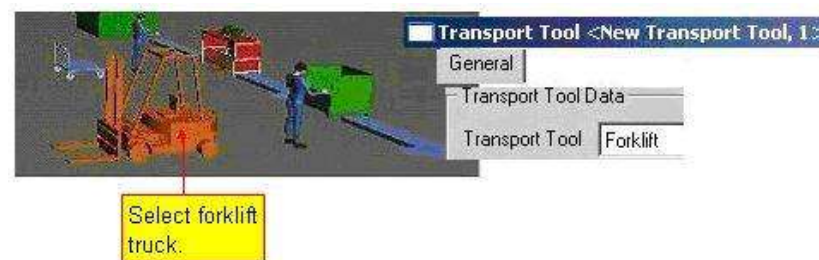 Transport Tool <New Transport Tool, 1>
General
Transport Tool Data
Transport Tool Forklift
Select forklift
truck.